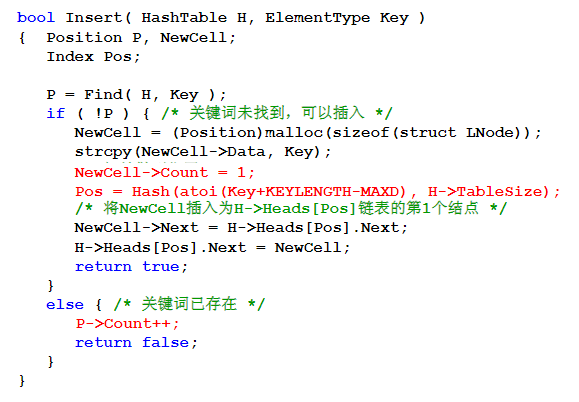 bool Insert( HashTable H, ElementType Key )
{  Position P, NewCell;
   Index Pos;
   P = Find( H, Key );
   if ( !P ) { /* 关键词未找到，可以插入 */
      NewCell = (Position)malloc(sizeof(struct LNode));
      strcpy(NewCell->Data, Key);
      NewCell->Count = 1;
      Pos = Hash(atoi(Key+KEYLENGTH-MAXD), H->TableSize);
      /* 将NewCell插入为H->Heads[Pos]链表的第1个结点 */
      NewCell->Next = H->Heads[Pos].Next;
      H->Heads[Pos].Next = NewCell;
      return true;
   }
   else { /* 关键词已存在 */
      P->Count++;
      return false;
   }
}